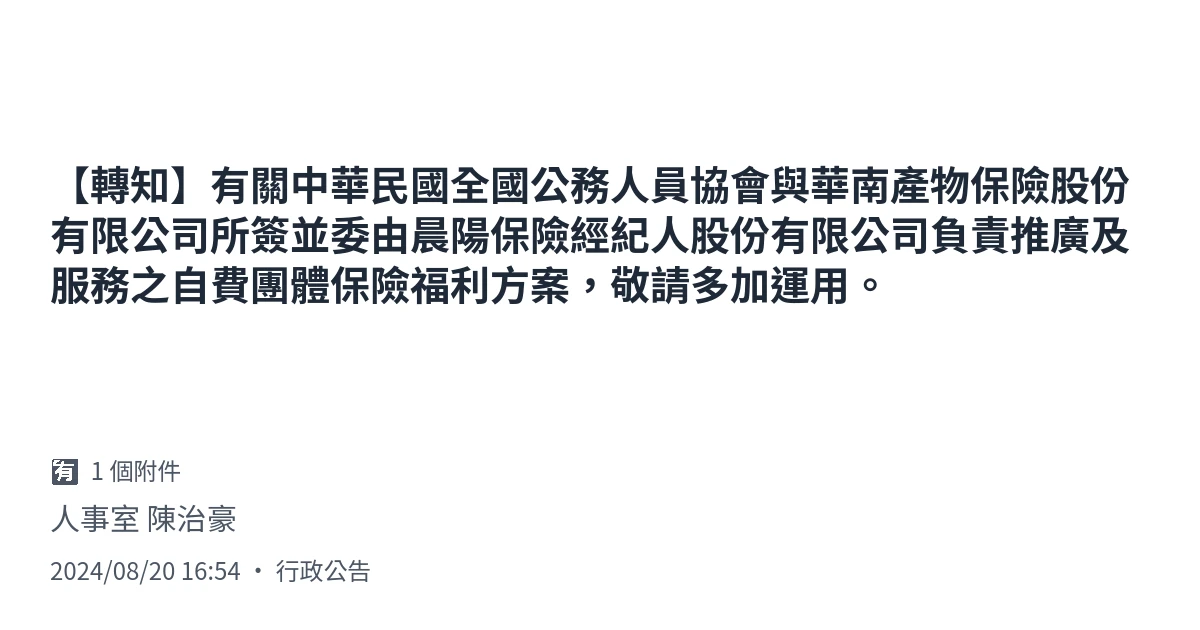 【轉知】有關中華民國全國公務人員協會與華南產物保險股份
有限公司所簽並委由晨陽保險經紀人股份有限公司負責推廣及
服務之自費團體保險福利方案，敬請多加運用。
有 1 個附件
人事室 陳治豪
2024/08/20 16:54 • 行政公告